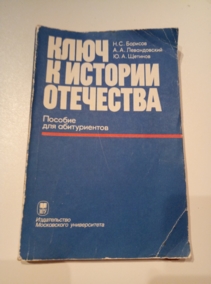 Н.С. Борисов
А.А. Левандовский
Ю.А. Щетинов
КЛЮЧ
К ИСТОРИИ
ОТЕЧЕСТВА
Пособие
для абитуриентов
Издательство
Московского университета